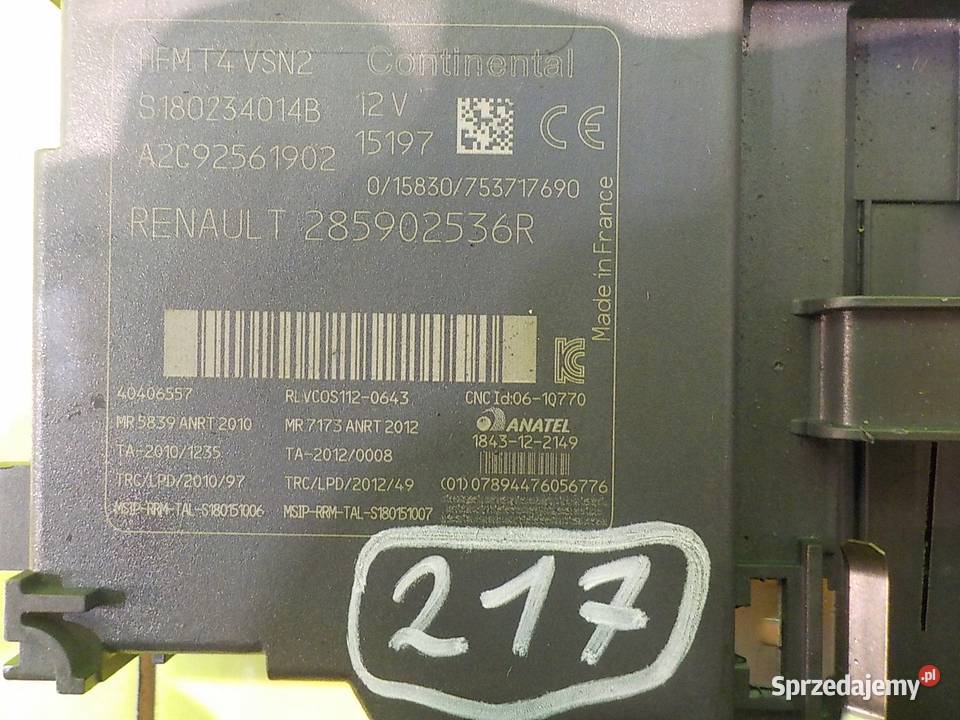 HFM T4 VSN2 Continental
S180234014B 12 V
A2C92561902 15197
CE
0/15830/753717690
RENAULT 285902536R
Made in France
40406557 RLVCOS112-0643 CNC Id:06-1Q770
MR 5839 ANRT 2010 MR 7173 ANRT 2012 ANATEL
TA-2010/1235 TA-2012/0008 1843-12-2149
TRC/LPD/2010/97 TRC/LPD/2012/49 (01)07894476056776
MSIP-RRM-TAL-S180151006 MSIP-RRM-TAL-S180151007
217
Sprzedajemy.pl